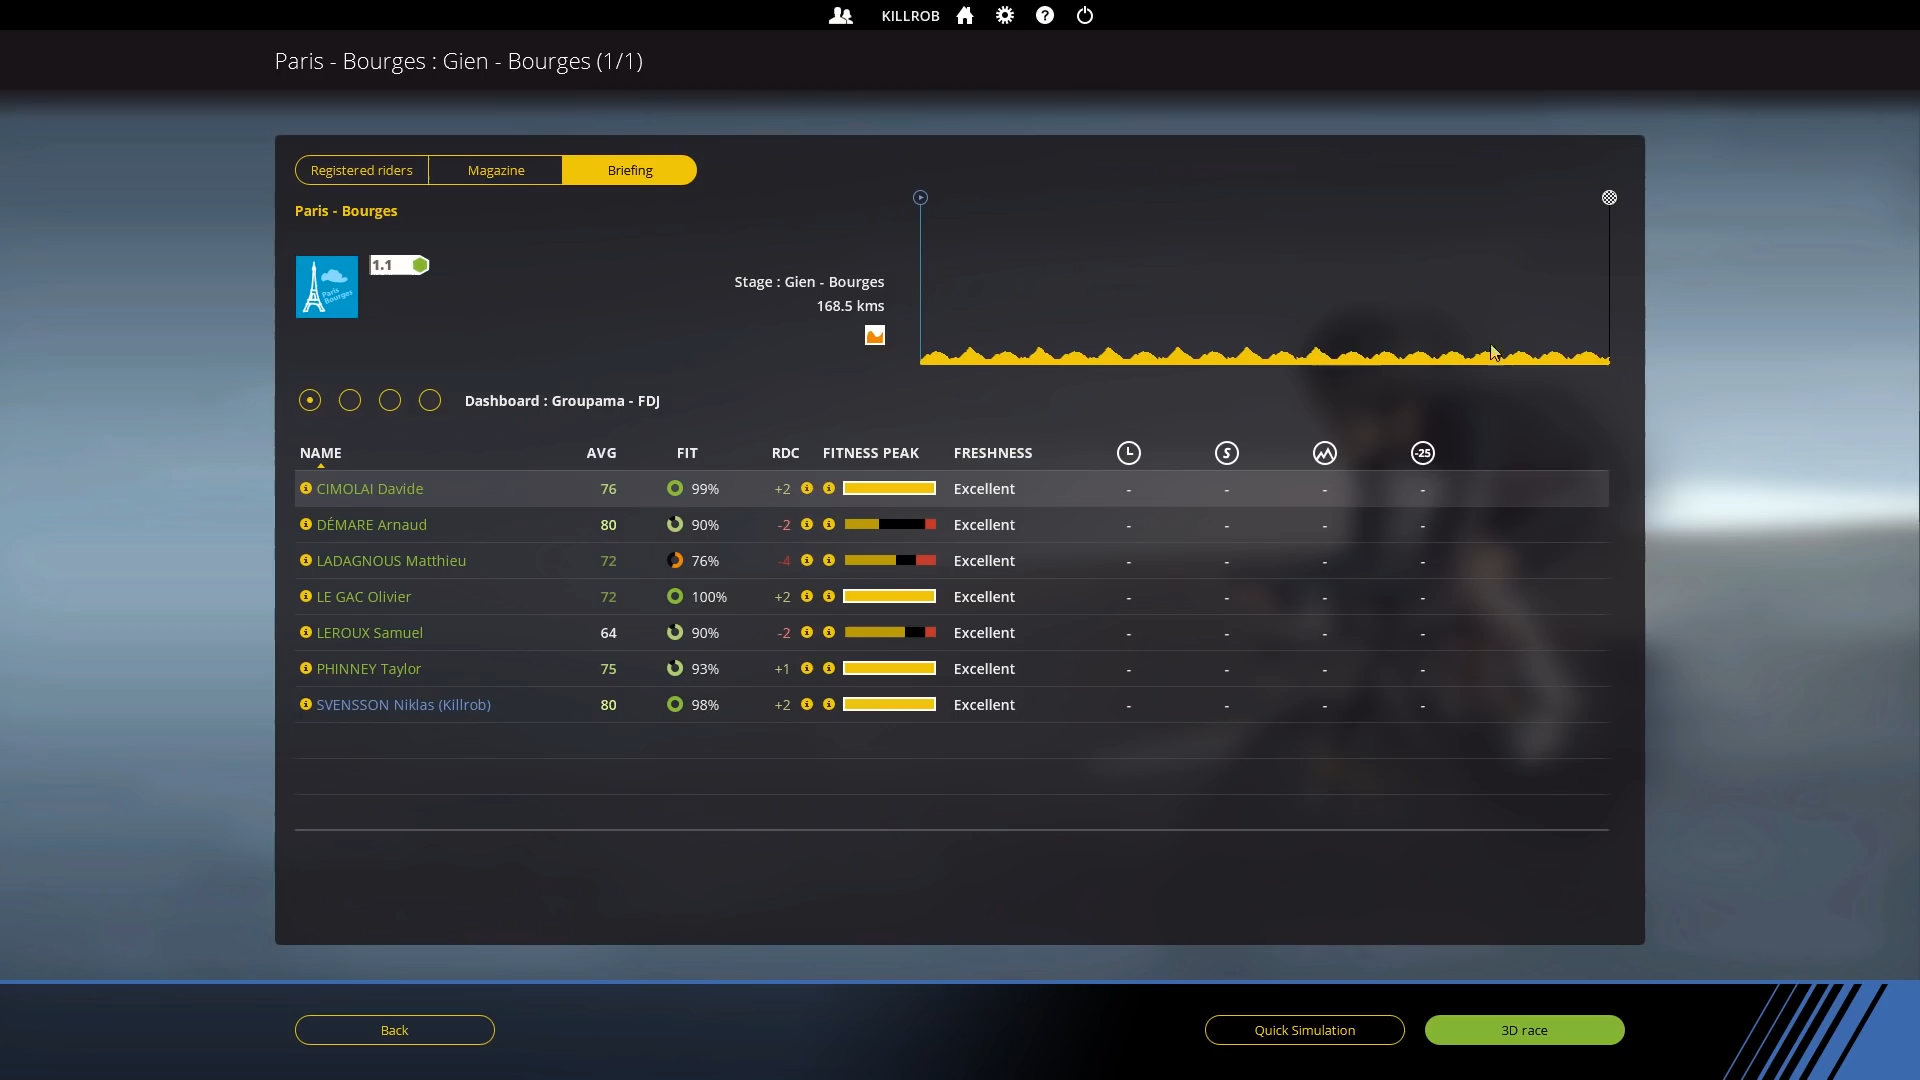 KILLROB
Paris - Bourges : Gien - Bourges (1/1)
Registered riders Magazine Briefing
Paris - Bourges
1.1
Paris Bourges
Stage : Gien - Bourges
168.5 kms
Dashboard : Groupama - FDJ
NAME AVG FIT RDC FITNESS PEAK FRESHNESS S -25
CIMOLAI Davide 76 99% +2 Excellent - - - -
DÉMARE Arnaud 80 90% -2 Excellent - - - -
LADAGNOUS Matthieu 72 76% -4 Excellent - - - -
LE GAC Olivier 72 100% +2 Excellent - - - -
LEROUX Samuel 64 90% -2 Excellent - - - -
PHINNEY Taylor 75 93% +1 Excellent - - - -
SVENSSON Niklas (Killrob) 80 98% +2 Excellent - - - -
Back Quick Simulation 3D race